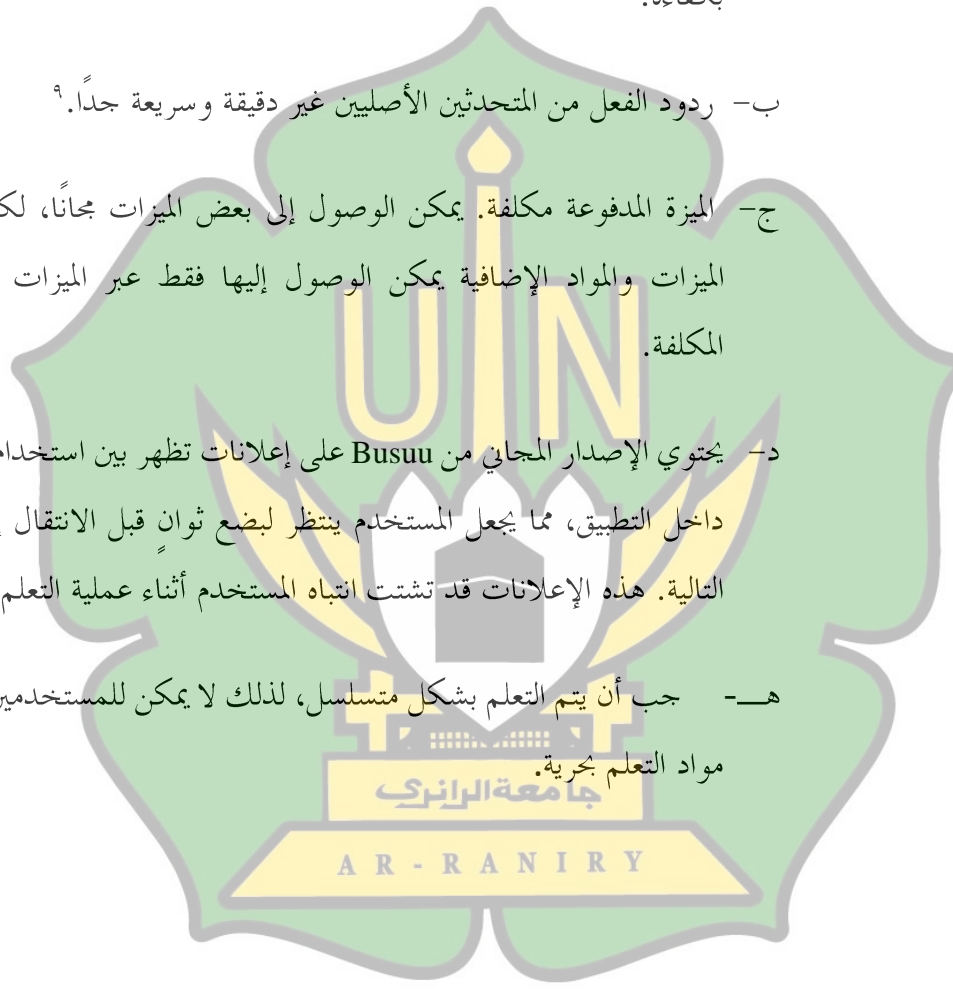 بكفاءة.
ب– ردود الفعل من المتحدثين الأصليين غير دقيقة وسريعة جدًا.٩
ج– الميزة المدفوعة مكلفة. يمكن الوصول إلى بعض الميزات مجانًا، لك
الميزات والمواد الإضافية يمكن الوصول إليها فقط عبر الميزات
المكلفة.
د– يحتوي الإصدار المجاني من Busuu على إعلانات تظهر بين استخدام
داخل التطبيق، مما يجعل المستخدم ينتظر لبضع ثوانٍ قبل الانتقال إ
التالية. هذه الإعلانات قد تشتت انتباه المستخدم أثناء عملية التعلم
هـ- جب أن يتم التعلم بشكل متسلسل، لذلك لا يمكن للمستخدمين
مواد التعلم بحرية.
UIN
جامعة الرانري
AR-RANIRY